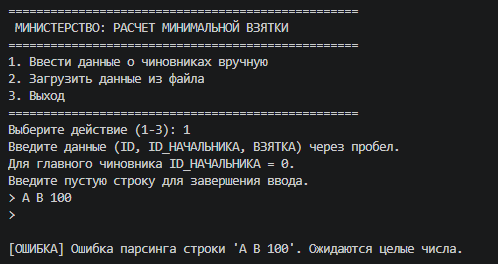 ==================================================
МИНИСТЕРСТВО: РАСЧЕТ МИНИМАЛЬНОЙ ВЗЯТКИ
==================================================
1. Ввести данные о чиновниках вручную
2. Загрузить данные из файла
3. Выход
==================================================
Выберите действие (1-3): 1
Введите данные (ID, ID_НАЧАЛЬНИКА, ВЗЯТКА) через пробел.
Для главного чиновника ID_НАЧАЛЬНИКА = 0.
Введите пустую строку для завершения ввода.
> A B 100
>
[ОШИБКА] Ошибка парсинга строки 'A B 100'. Ожидаются целые числа.